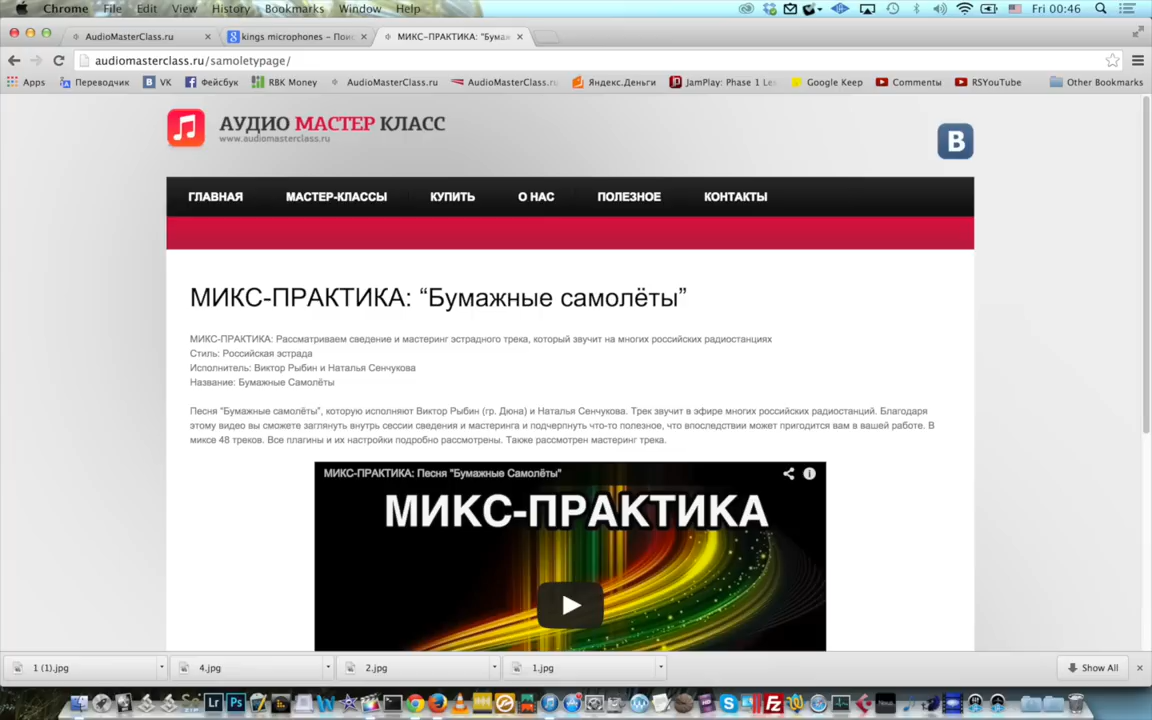 Chrome File Edit View History Bookmarks Window Help Fri 00:46
AudioMasterClass.ru
kings microphones – Пои
МИКС–ПРАКТИКА: "Бумаж
audiomasterclass.ru/samoletypage/
Apps Переводчик VK Фейсбук RBK Money AudioMasterClass.ru AudioMasterClass.ru Яндекс.Деньги JamPlay: Phase 1 Le Google Keep Comments RSYouTube Other Bookmarks
АУДИО МАСТЕР КЛАСС
www.audiomasterclass.ru
B
ГЛАВНАЯ МАСТЕР-КЛАССЫ КУПИТЬ О НАС ПОЛЕЗНОЕ КОНТАКТЫ
МИКС-ПРАКТИКА: “Бумажные самолёты”
МИКС-ПРАКТИКА: Рассматриваем сведение и мастеринг эстрадного трека, который звучит на многих российских радиостанциях
Стиль: Российская эстрада
Исполнитель: Виктор Рыбин и Наталья Сенчукова
Название: Бумажные Самолёты
Песня “Бумажные самолёты”, которую исполняют Виктор Рыбин (гр. Дюна) и Наталья Сенчукова. Трек звучит в эфире многих российских радиостанций. Благодаря
этому видео вы сможете заглянуть внутрь сессии сведения и мастеринга и подчерпнуть что-то полезное, что впоследствии может пригодится вам в вашей работе. В
миксе 48 треков. Все плагины и их настройки подробно рассмотрены. Также рассмотрен мастеринг трека.
МИКС-ПРАКТИКА: Песня "Бумажные Самолёты"
МИКС-ПРАКТИКА
1 (1).jpg 4.jpg 2.jpg 1.jpg Show All
Lr Ps